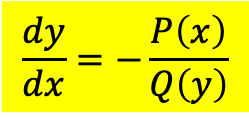 dy/dx = − P(x)/Q(y)